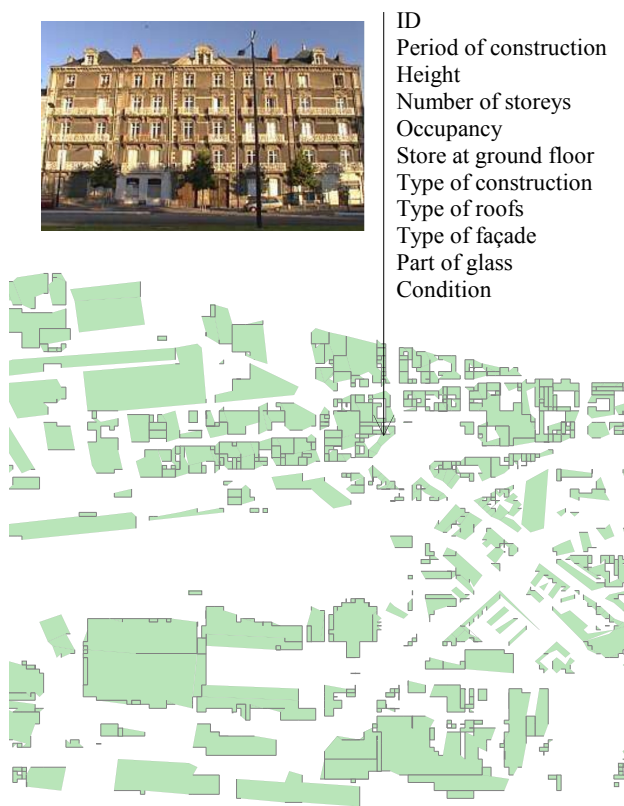 ID
Period of construction
Height
Number of storeys
Occupancy
Store at ground floor
Type of construction
Type of roofs
Type of façade
Part of glass
Condition